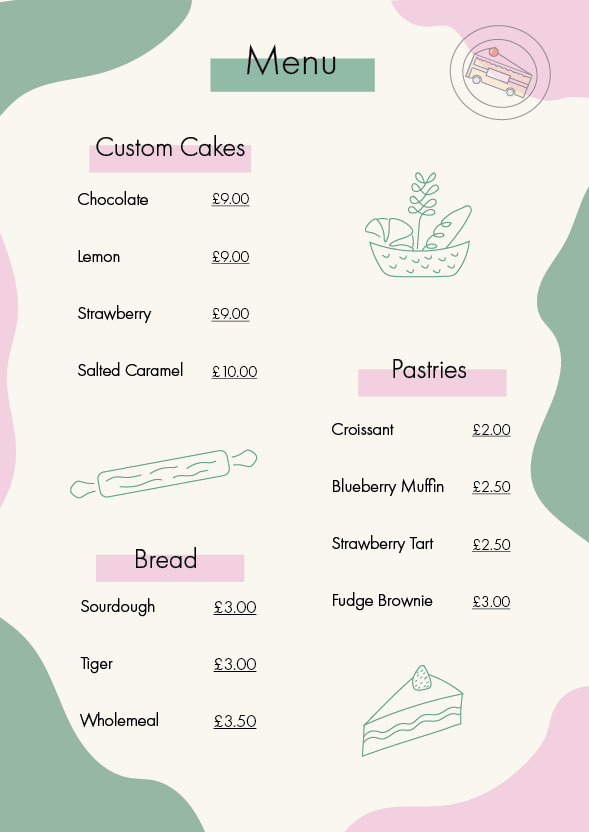 Menu
Custom Cakes
Chocolate £9.00
Lemon £9.00
Strawberry £9.00
Salted Caramel £10.00
Bread
Sourdough £3.00
Tiger £3.00
Wholemeal £3.50
Pastries
Croissant £2.00
Blueberry Muffin £2.50
Strawberry Tart £2.50
Fudge Brownie £3.00